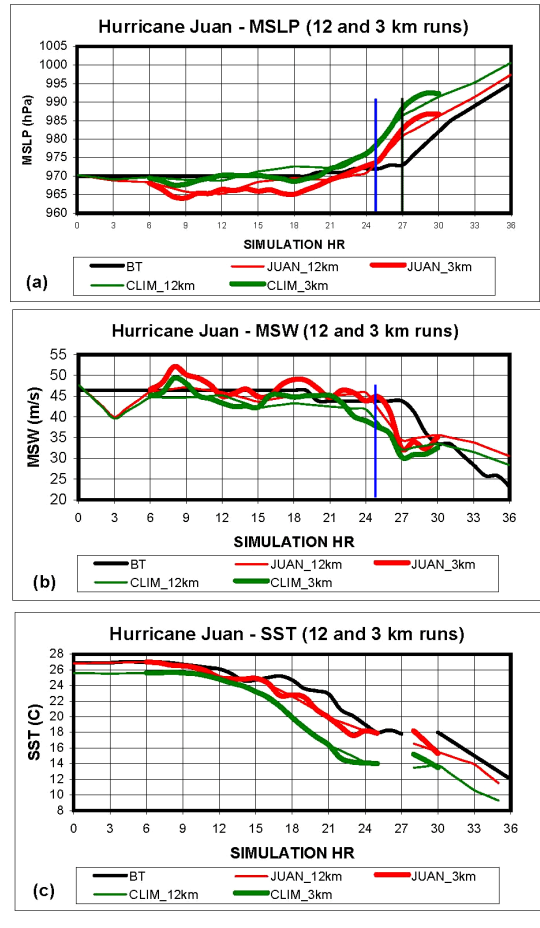 Hurricane Juan - MSLP (12 and 3 km runs)
1005
1000
995
990
985
980
975
970
965
960
MSLP (hPa)
0 3 6 9 12 15 18 21 24 27 30 33 36
SIMULATION HR
BT JUAN_12km JUAN_3km
CLIM_12km CLIM_3km
(a)
Hurricane Juan - MSW (12 and 3 km runs)
55
50
45
40
35
30
25
20
MSW (m/s)
0 3 6 9 12 15 18 21 24 27 30 33 36
SIMULATION HR
BT JUAN_12km JUAN_3km
CLIM_12km CLIM_3km
(b)
Hurricane Juan - SST (12 and 3 km runs)
28
26
24
22
20
18
16
14
12
10
8
SST (C)
0 3 6 9 12 15 18 21 24 27 30 33 36
SIMULATION HR
BT JUAN_12km JUAN_3km
CLIM_12km CLIM_3km
(c)